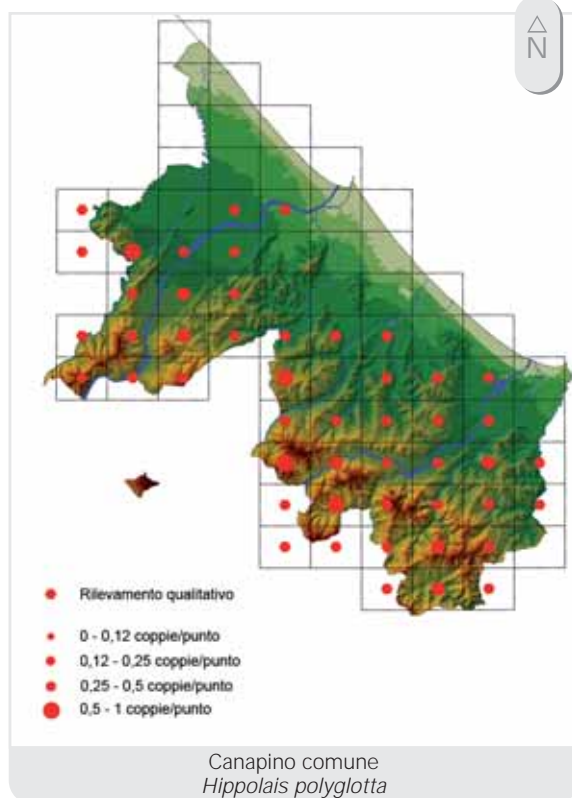 N
Rilevamento qualitativo
0 - 0,12 coppie/punto
0,12 - 0,25 coppie/punto
0,25 - 0,5 coppie/punto
0,5 - 1 coppie/punto
Canapino comune
Hippolais polyglotta